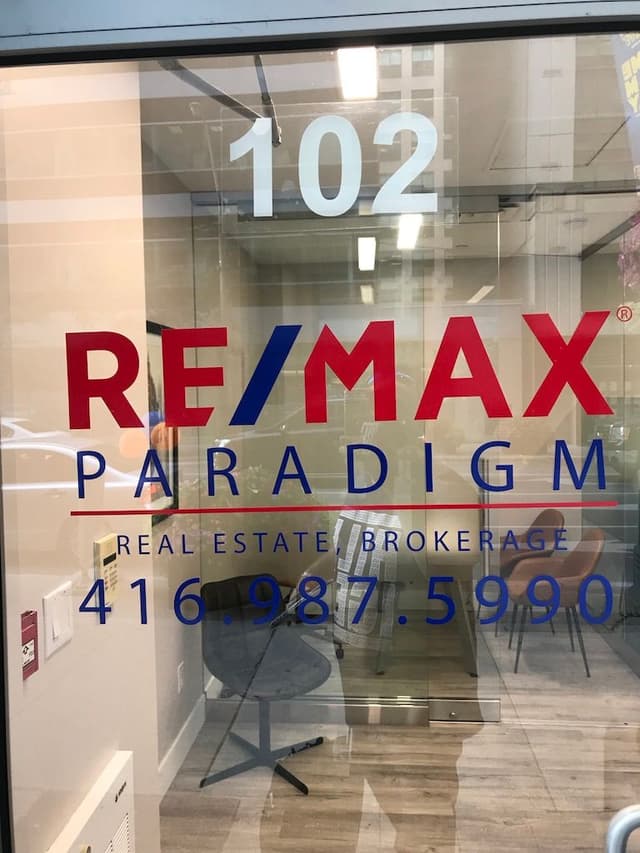 102
RE/MAX®
PARADIGM
REAL ESTATE, BROKERAGE
416.987.5990